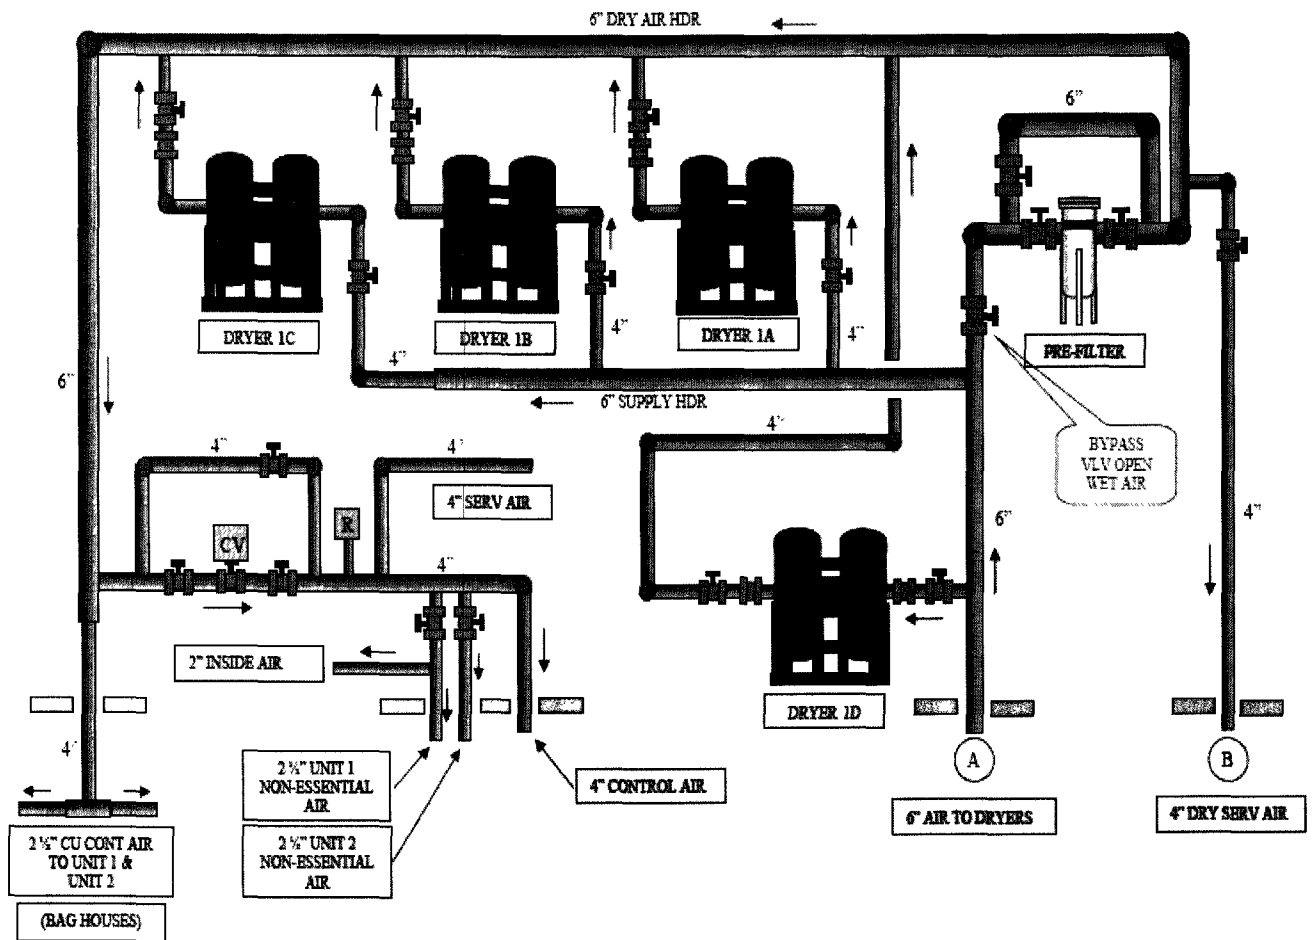 6" DRY AIR HDR
6"
DRYER 1C
DRYER 1B
DRYER 1A
PRE-FILTER
4"
4"
4"
6"
6" SUPPLY HDR
BYPASS
VLV OPEN
WET AIR
4"
4"
4"
4" SERV AIR
R
CV
4"
6"
4"
2" INSIDE AIR
DRYER 1D
4"
A
B
2 ½" UNIT 1
NON-ESSENTIAL
AIR
4" CONTROL AIR
6" AIR TO DRYERS
4" DRY SERV AIR
2 ½" CU CONT AIR
TO UNIT 1 &
UNIT 2
2 ½" UNIT 2
NON-ESSENTIAL
AIR
(BAG HOUSES)